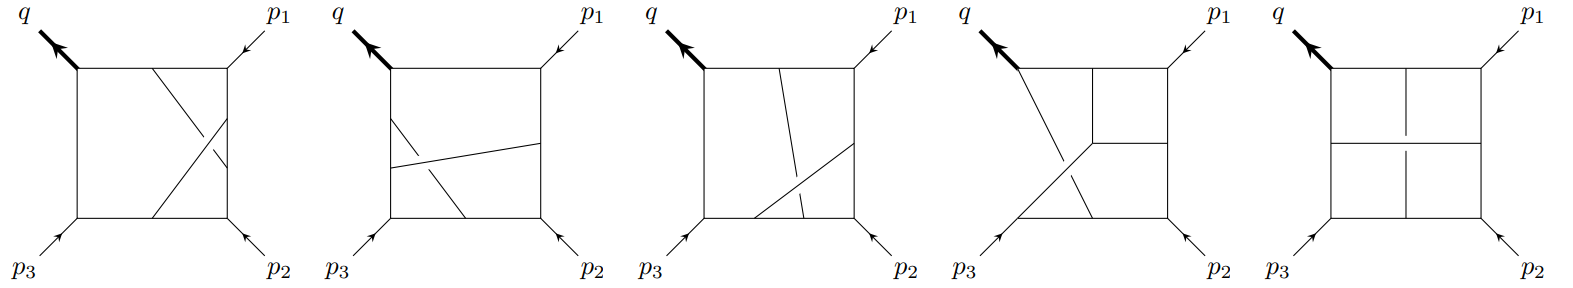 q p₁ q p₁ q p₁ q p₁ q p₁
p₃ p₂ p₃ p₂ p₃ p₂ p₃ p₂ p₃ p₂